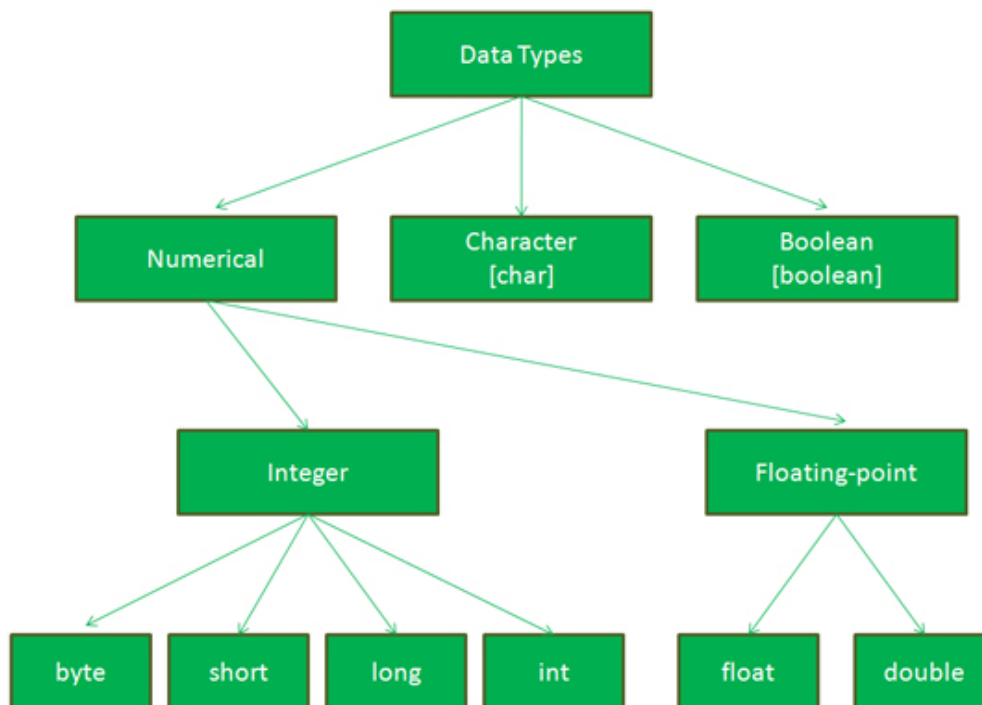 Data Types
Numerical
Character
[char]
Boolean
[boolean]
Integer
Floating-point
byte
short
long
int
float
double